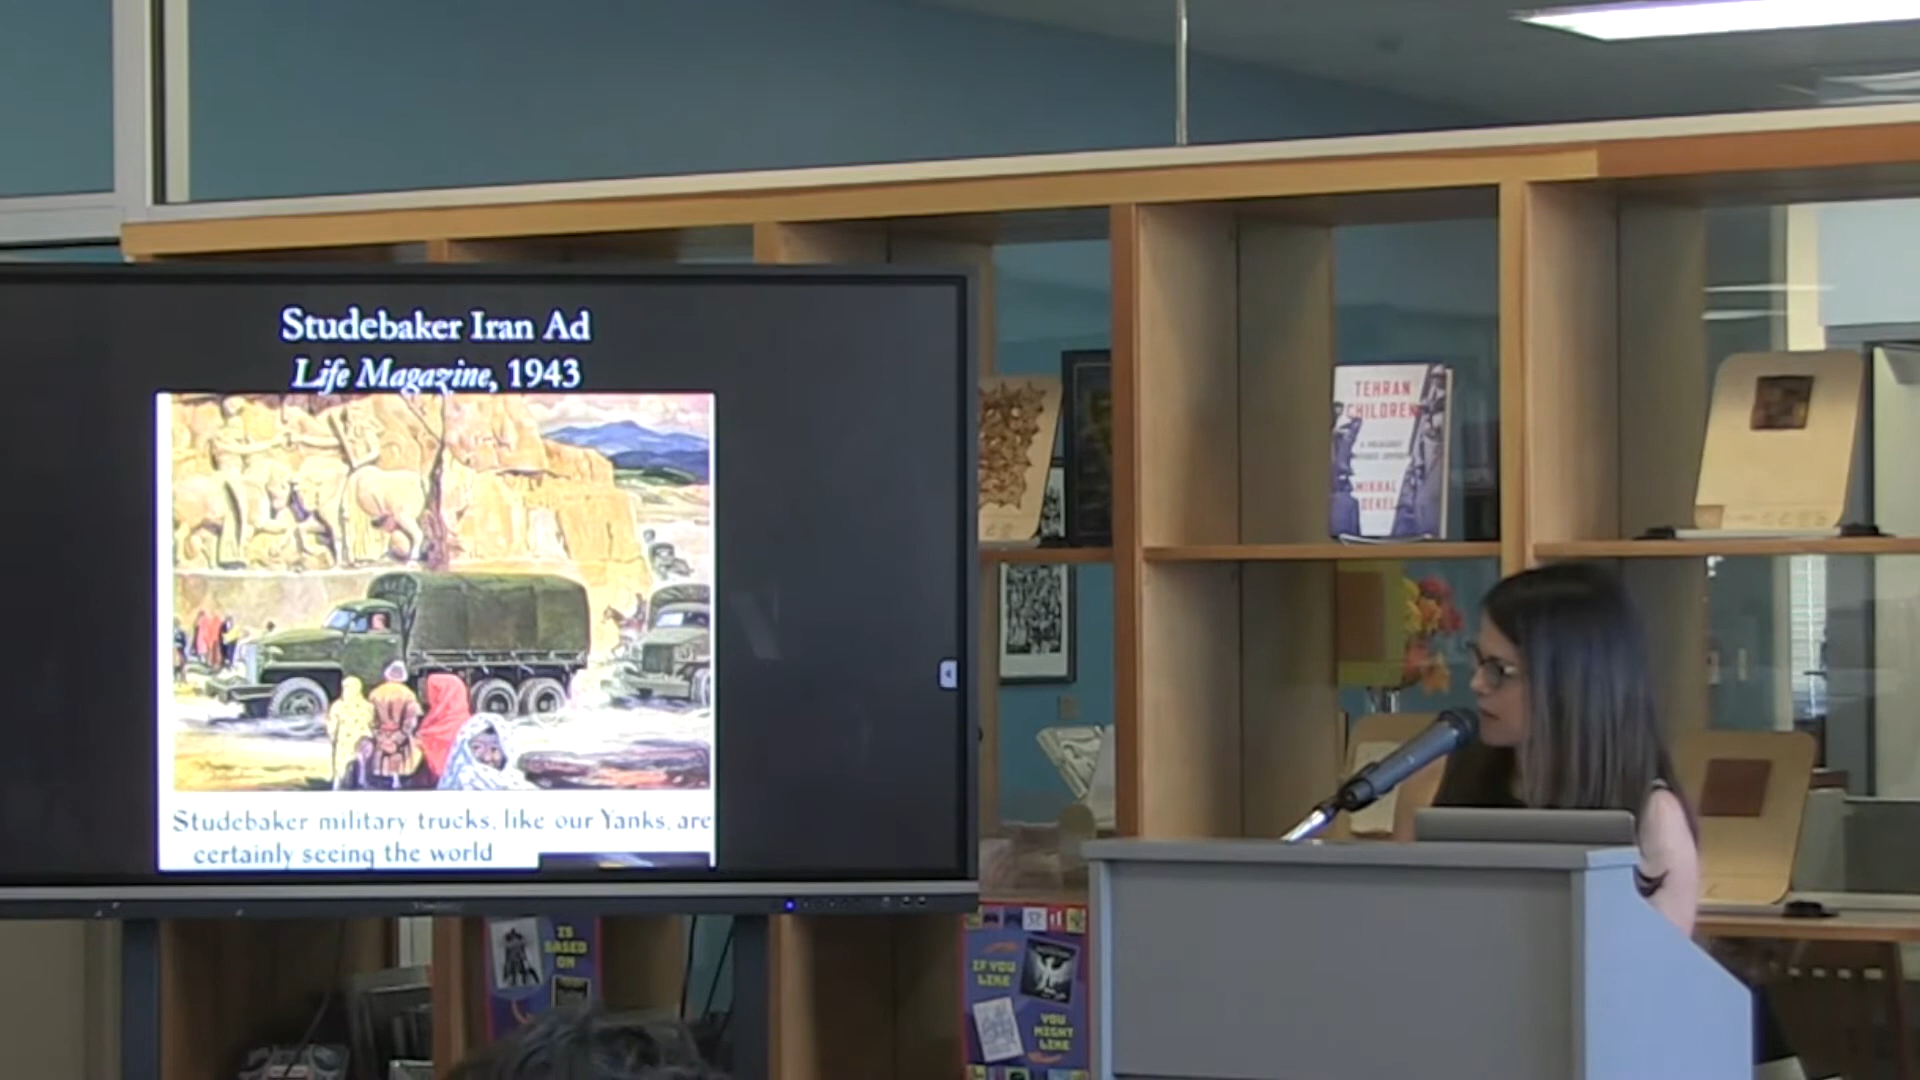 Studebaker Iran Ad
Life Magazine, 1943
Studebaker military trucks, like our Yanks, are
certainly seeing the world
TEHRAN
CHILDREN
MIKHAL
DEKEL
IS
BASED
ON
IF YOU
LIKE
YOU
MIGHT
LIKE